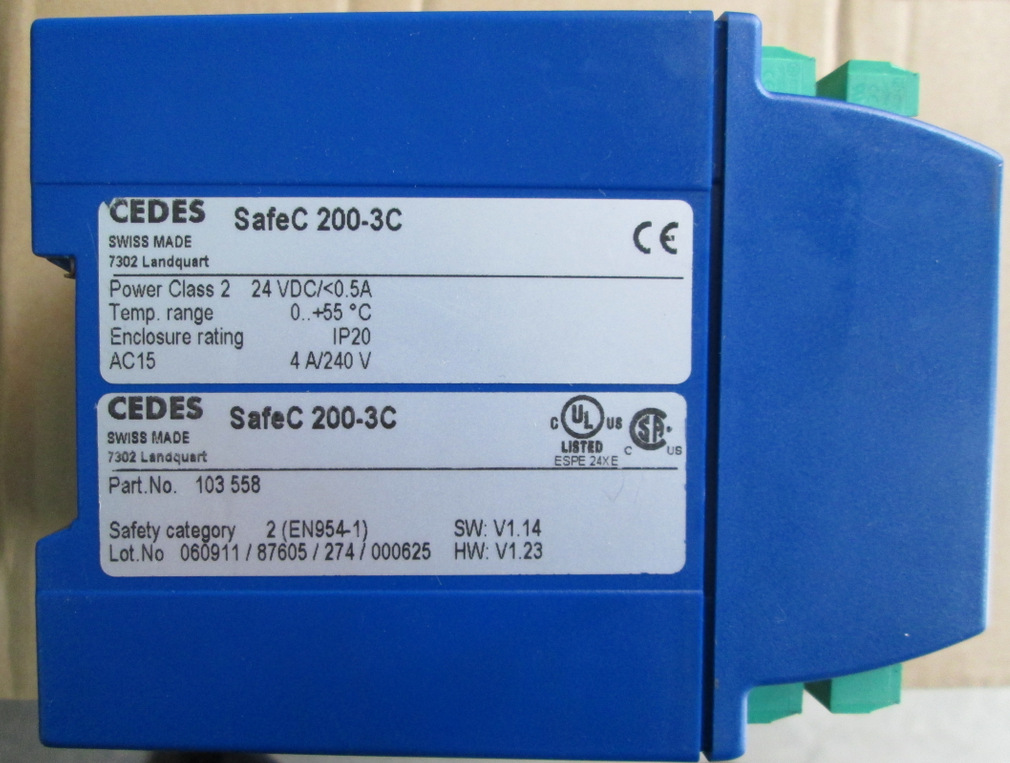 CEDES SafeC 200-3C
SWISS MADE
7302 Landquart
CE
Power Class 2 24 VDC/<0.5A
Temp. range 0..+55 °C
Enclosure rating IP20
AC15 4 A/240 V
CEDES SafeC 200-3C
SWISS MADE
7302 Landquart
C UL US
LISTED
ESPE 24XE
C SA US
Part.No. 103 558
Safety category 2 (EN954-1) SW: V1.14
Lot.No 060911 / 87605 / 274 / 000625 HW: V1.23